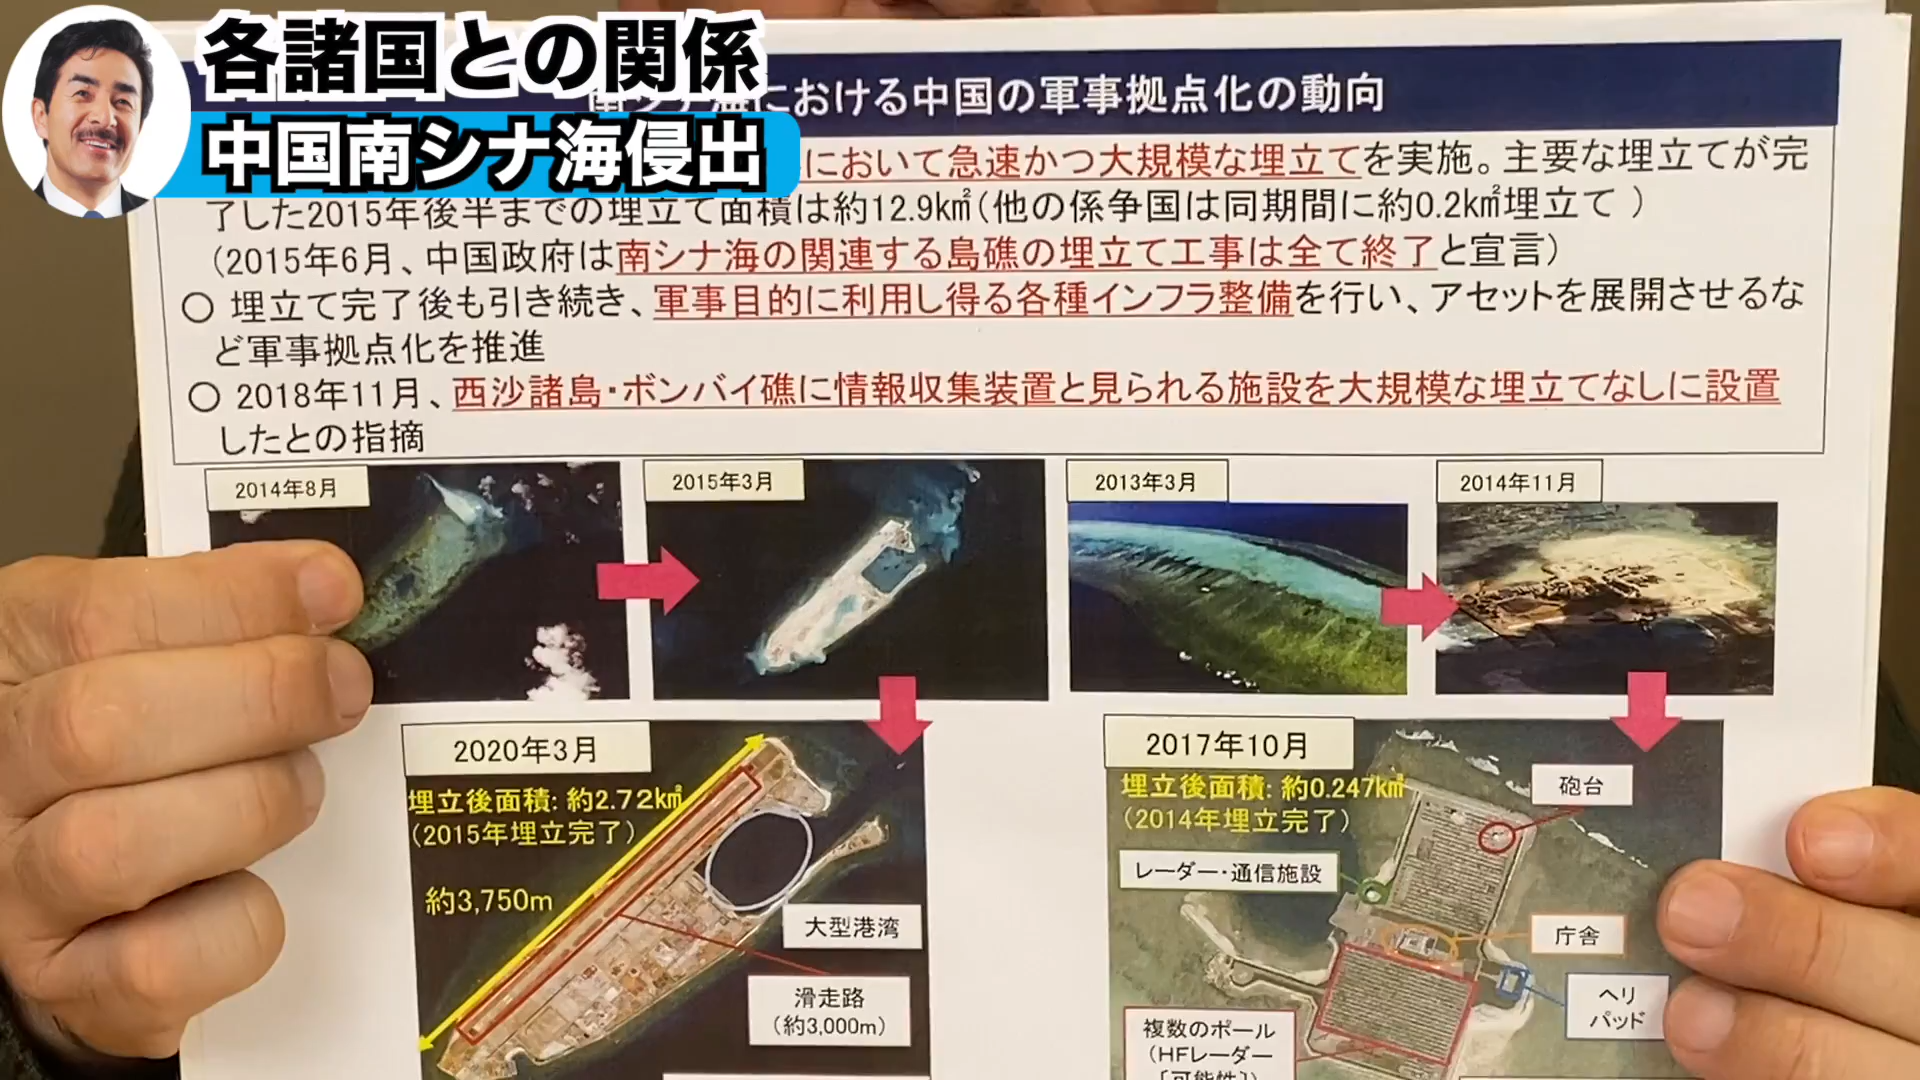 各諸国との関係
中国南シナ海侵出
における中国の軍事拠点化の動向
において急速かつ大規模な埋立てを実施。主要な埋立てが完
了した2015年後半までの埋立て面積は約12.9㎢(他の係争国は同期間に約0.2㎢埋立て )
(2015年6月、中国政府は南シナ海の関連する島礁の埋立て工事は全て終了と宣言)
○ 埋立て完了後も引き続き、軍事目的に利用し得る各種インフラ整備を行い、アセットを展開させるな
ど軍事拠点化を推進
○ 2018年11月、西沙諸島・ボンバイ礁に情報収集装置と見られる施設を大規模な埋立てなしに設置
したとの指摘
2014年8月
2015年3月
2013年3月
2014年11月
2020年3月
埋立後面積: 約2.72㎢
(2015年埋立完了)
約3,750m
大型港湾
滑走路
(約3,000m)
2017年10月
埋立後面積: 約0.247㎢
(2014年埋立完了)
砲台
レーダー・通信施設
庁舎
ヘリ
パッド
複数のポール
(HFレーダー
[可能性])